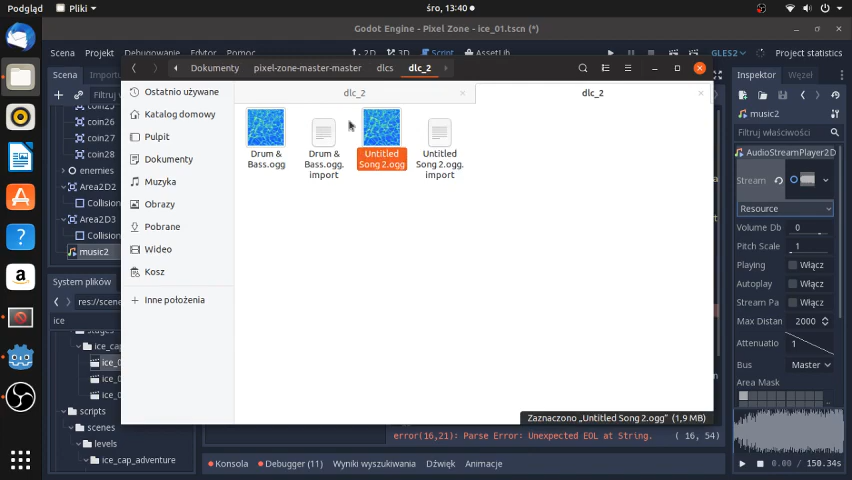 Podgląd
Pliki
śro, 13:40
Godot Engine - Pixel Zone - ice_01.tscn (*)
Scena Projekt Debugowanie Edytor Pomoc
2D 3D Script AssetLib
GLES2
Project statistics
Dokumenty pixel-zone-master-master dlcs dlc_2
Scena Importu
Filtruj w
coin25
coin26
coin27
coin28
enemies
Area2D2
Collision
Area2D3
Collision
music2
System plików
res://scene
ice
stages
ice_cap
ice_0
ice_0
ice_0
scripts
scenes
levels
ice_cap_adventure
Ostatnio używane
Katalog domowy
Pulpit
Dokumenty
Muzyka
Obrazy
Pobrane
Wideo
Kosz
Inne położenia
dlc_2
dlc_2
Drum &
Bass.ogg
Drum &
Bass.ogg.
import
Untitled
Song 2.ogg
Untitled
Song 2.ogg.
import
Zaznaczono „Untitled Song 2.ogg” (1,9 MB)
error(16,21): Parse Error: Unexpected EOL at String.
( 16, 54)
Konsola Debugger (11) Wyniki wyszukiwania Dźwięk Animacje
Inspektor Węzeł
music2
Filtruj właściwości
AudioStreamPlayer2D
Stream
Resource
Volume Db 0
Pitch Scale 1
Playing Włącz
Autoplay Włącz
Stream Pa Włącz
Max Distan 2000
Attenuatio 1
Bus Master
Area Mask
0.00 / 150.34s